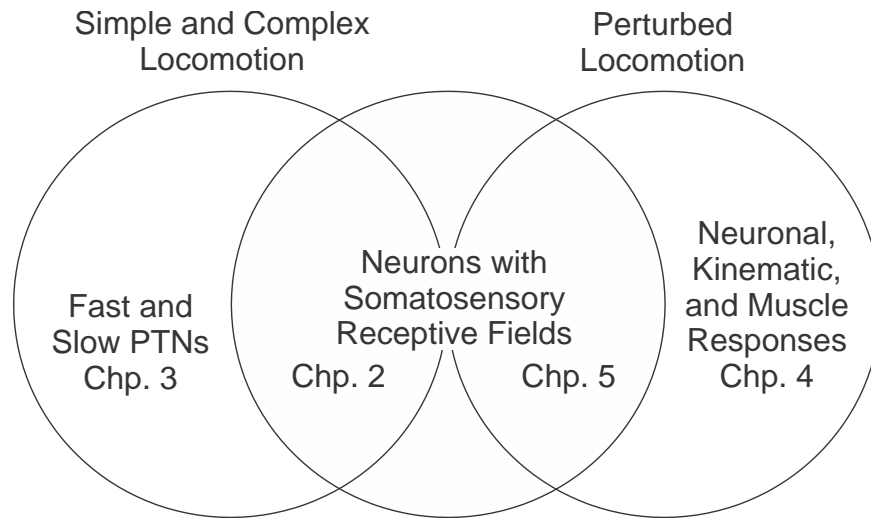 Simple and Complex
Locomotion
Perturbed
Locomotion
Fast and
Slow PTNs
Chp. 3
Neurons with
Somatosensory
Receptive Fields
Chp. 2
Chp. 5
Neuronal,
Kinematic,
and Muscle
Responses
Chp. 4